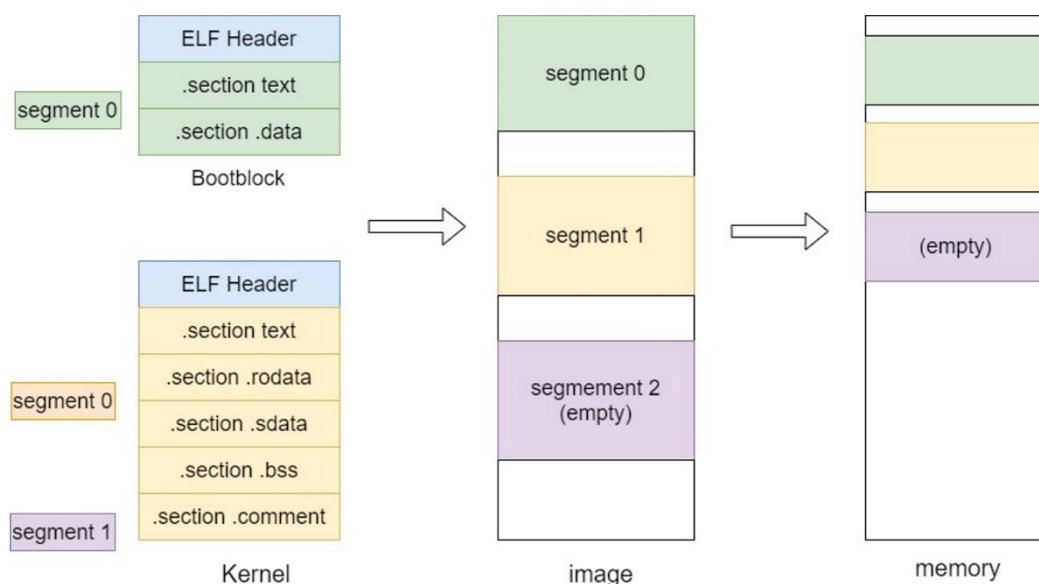 ELF Header
.section text
segment 0
.section .data
Bootblock
ELF Header
.section text
.section .rodata
segment 0
.section .sdata
.section .bss
segment 1
.section .comment
Kernel
segment 0
segment 1
segmement 2
(empty)
image
(empty)
memory